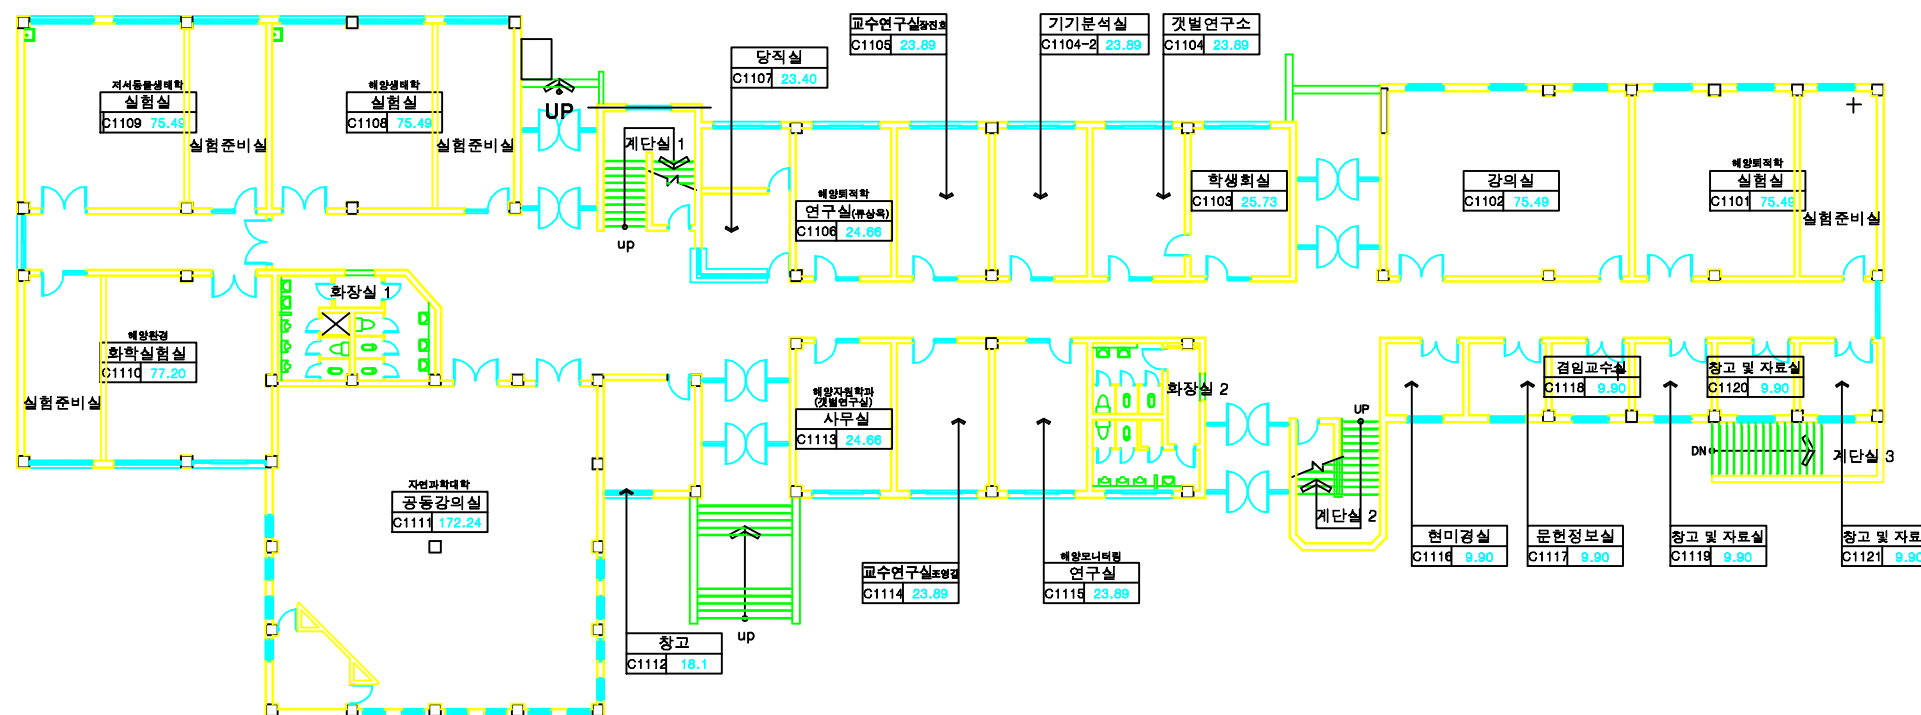 교수연구실장진호
C1105 23.89
기기분석실
C1104-2 23.89
갯벌연구소
C1104 23.89
당직실
C1107 23.40
저서동물생태학
실험실
C1109 75.49
실험준비실
해양생태학
실험실
C1108 75.49
실험준비실
UP
계단실 1
up
해양퇴적학
연구실(류상옥)
C1106 24.66
학생회실
C1103 25.73
강의실
C1102 75.49
해양퇴적학
실험실
C1101 75.49
실험준비실
화장실 1
해양환경
화학실험실
C1110 77.20
실험준비실
해양자원학과
(갯벌연구실)
사무실
C1113 24.66
화장실 2
겸임교수실
C1118 9.90
창고 및 자료실
C1120 9.90
UP
DN
계단실 3
계단실 2
자연과학대학
공동강의실
C1111 172.24
현미경실
C1116 9.90
문헌정보실
C1117 9.90
창고 및 자료실
C1119 9.90
창고 및 자료
C1121 9.90
교수연구실조영길
C1114 23.89
해양모니터링
연구실
C1115 23.89
up
창고
C1112 18.1